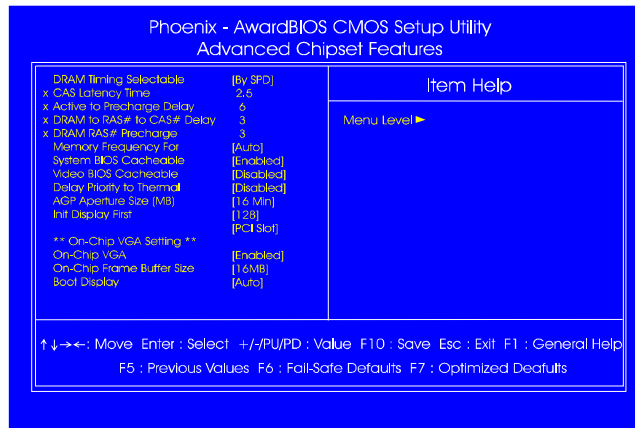 Phoenix - AwardBIOS CMOS Setup Utility
Advanced Chipset Features
DRAM Timing Selectable [By SPD]
x CAS Latency Time 2.5
x Active to Precharge Delay 6
x DRAM to RAS# to CAS# Delay 3
x DRAM RAS# Precharge 3
Memory Frequency For [Auto]
System BIOS Cacheable [Enabled]
Video BIOS Cacheable [Disabled]
Delay Priority to Thermal [Disabled]
AGP Aperture Size (MB) [16 Min]
Init Display First [128]
[PCI Slot]
** On-Chip VGA Setting **
On-Chip VGA [Enabled]
On-Chip Frame Buffer Size [16MB]
Boot Display [Auto]
Item Help
Menu Level ►
↑↓→←: Move Enter : Select +/-/PU/PD : Value F10 : Save Esc : Exit F1 : General Help
F5 : Previous Values F6 : Fail-Safe Defaults F7 : Optimized Deafults